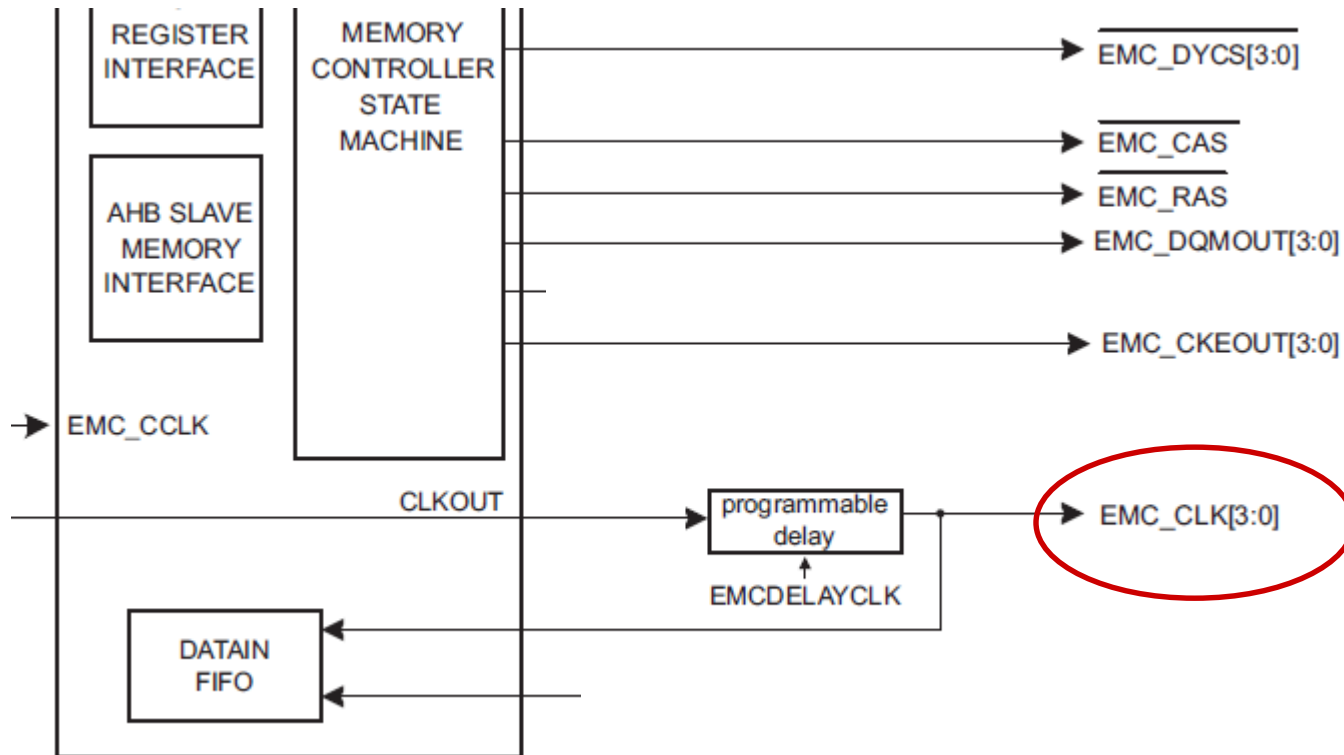 REGISTER
INTERFACE
MEMORY
CONTROLLER
STATE
MACHINE
EMC_DYCS[3:0]
EMC_CAS
EMC_RAS
AHB SLAVE
MEMORY
INTERFACE
EMC_DQMOUT[3:0]
EMC_CKEOUT[3:0]
EMC_CCLK
CLKOUT
programmable
delay
EMC_CLK[3:0]
EMCDELAYCLK
DATAIN
FIFO